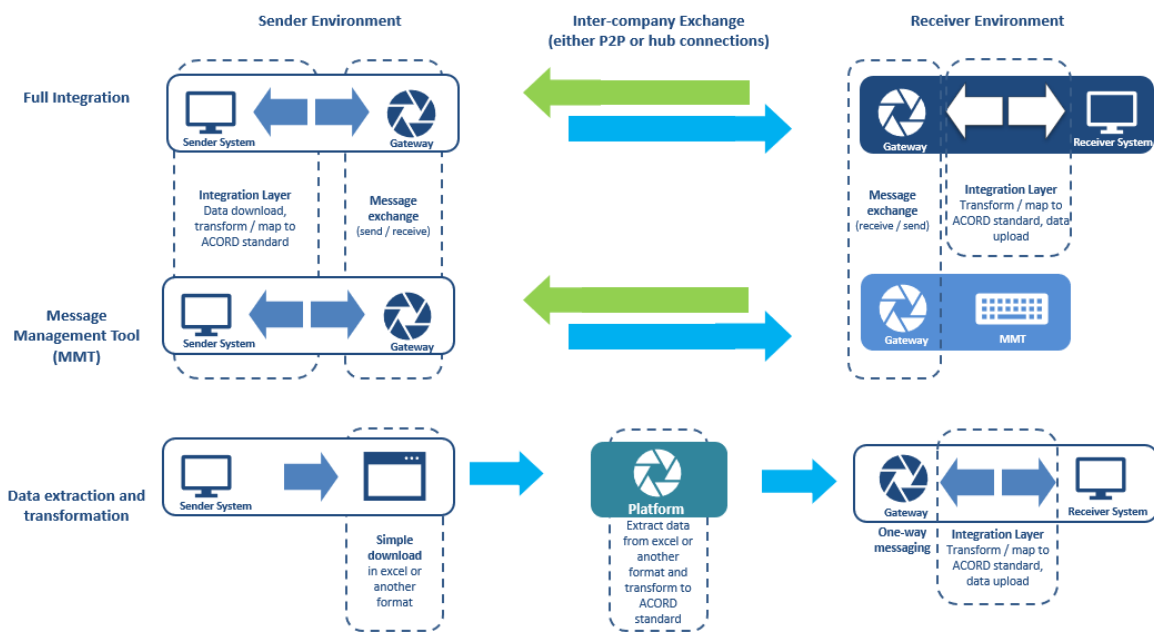 Sender Environment
Inter-company Exchange
(either P2P or hub connections)
Receiver Environment
Full Integration
Sender System
Gateway
Gateway
Receiver System
Integration Layer
Data download,
transform / map to
ACORD standard
Message
exchange
(send / receive)
Message
exchange
(receive / send)
Integration Layer
Transform / map to
ACORD standard, data
upload
Message
Management Tool
(MMT)
Sender System
Gateway
Gateway
MMT
Data extraction and
transformation
Sender System
Simple
download
in excel or
another
format
Platform
Extract data
from excel or
another
format and
transform to
ACORD
standard
Gateway
One-way
messaging
Receiver System
Integration Layer
Transform / map to
ACORD standard,
data upload